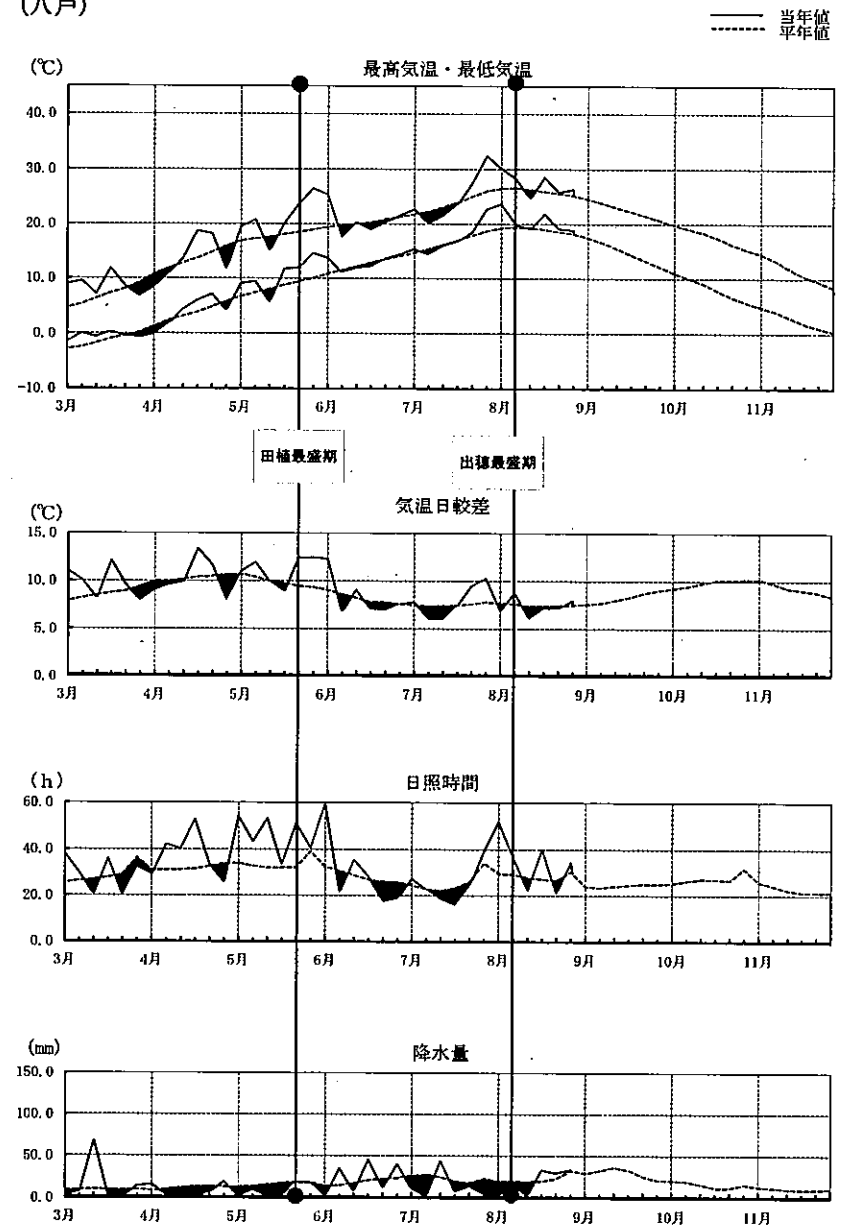 (八戸)
当年値
平年値
(℃)
最高気温・最低気温
40.0
30.0
20.0
10.0
0.0
-10.0
3月 4月 5月 6月 7月 8月 9月 10月 11月
田植最盛期
出穂最盛期
(℃)
気温日較差
15.0
10.0
5.0
0.0
3月 4月 5月 6月 7月 8月 9月 10月 11月
(h)
日照時間
60.0
40.0
20.0
0.0
3月 4月 5月 6月 7月 8月 9月 10月 11月
(mm)
降水量
150.0
100.0
50.0
0.0
3月 4月 5月 6月 7月 8月 9月 10月 11月